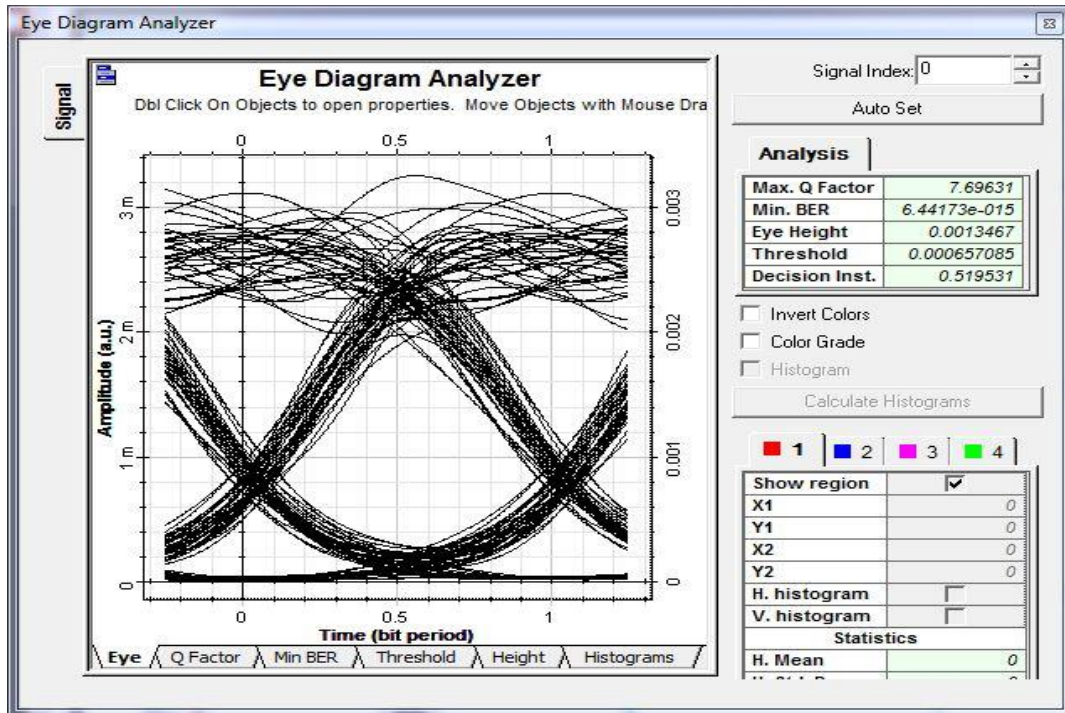 Eye Diagram Analyzer
Signal
Eye Diagram Analyzer
Dbl Click On Objects to open properties. Move Objects with Mouse Dra
0 0.5 1
Amplitude (a.u.)
3 m
2 m
1 m
0
0.003
0.002
0.001
0
0 0.5 1
Time (bit period)
Eye Q Factor Min BER Threshold Height Histograms
Signal Index: 0
Auto Set
Analysis
Max. Q Factor 7.69631
Min. BER 6.44173e-015
Eye Height 0.0013467
Threshold 0.000657085
Decision Inst. 0.519531
Invert Colors
Color Grade
Histogram
Calculate Histograms
1 2 3 4
Show region
X1 0
Y1 0
X2 0
Y2 0
H. histogram
V. histogram
Statistics
H. Mean 0